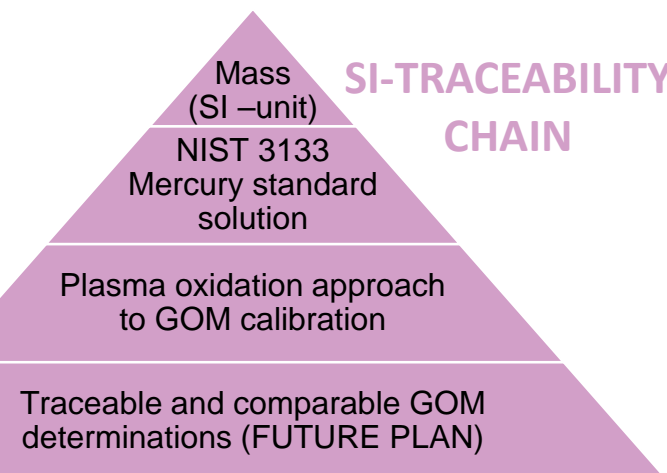 Mass
(SI –unit)
SI-TRACEABILITY
CHAIN
NIST 3133
Mercury standard
solution
Plasma oxidation approach
to GOM calibration
Traceable and comparable GOM
determinations (FUTURE PLAN)